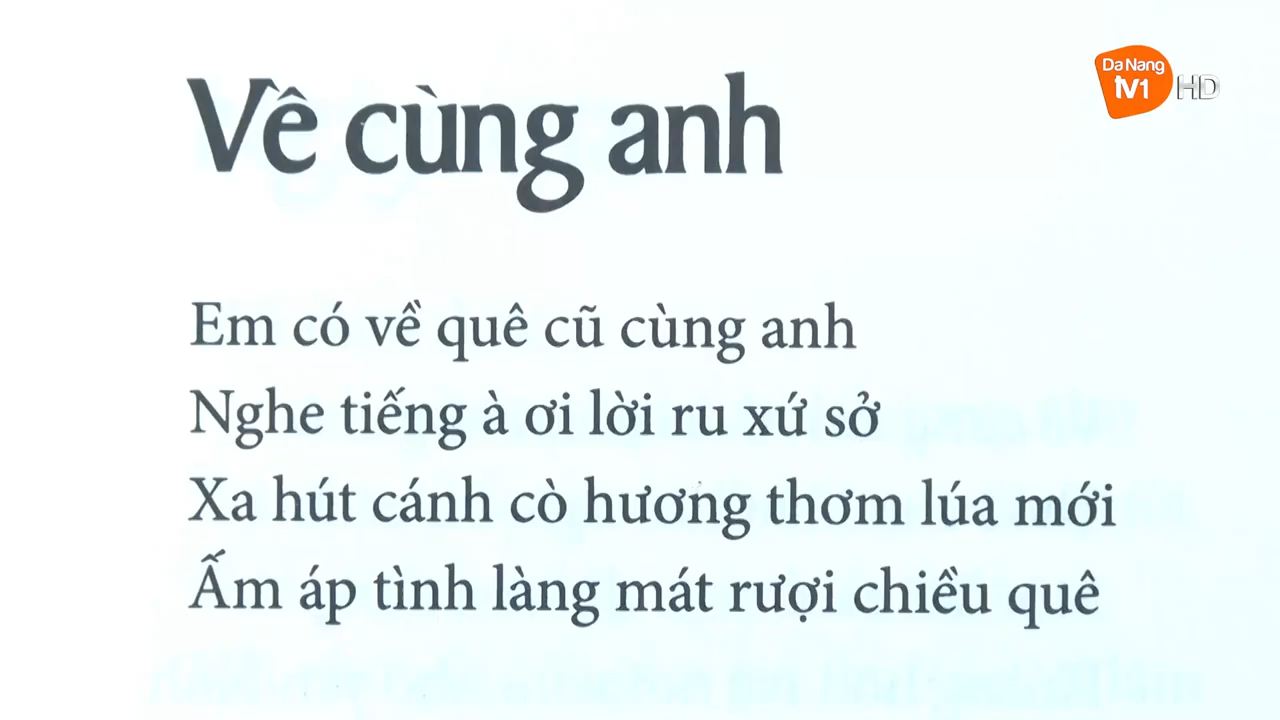 Về cùng anh
Em có về quê cũ cùng anh
Nghe tiếng à ơi lời ru xứ sở
Xa hút cánh cò hương thơm lúa mới
Ấm áp tình làng mát rượi chiều quê
Da Nang
tv1 HD